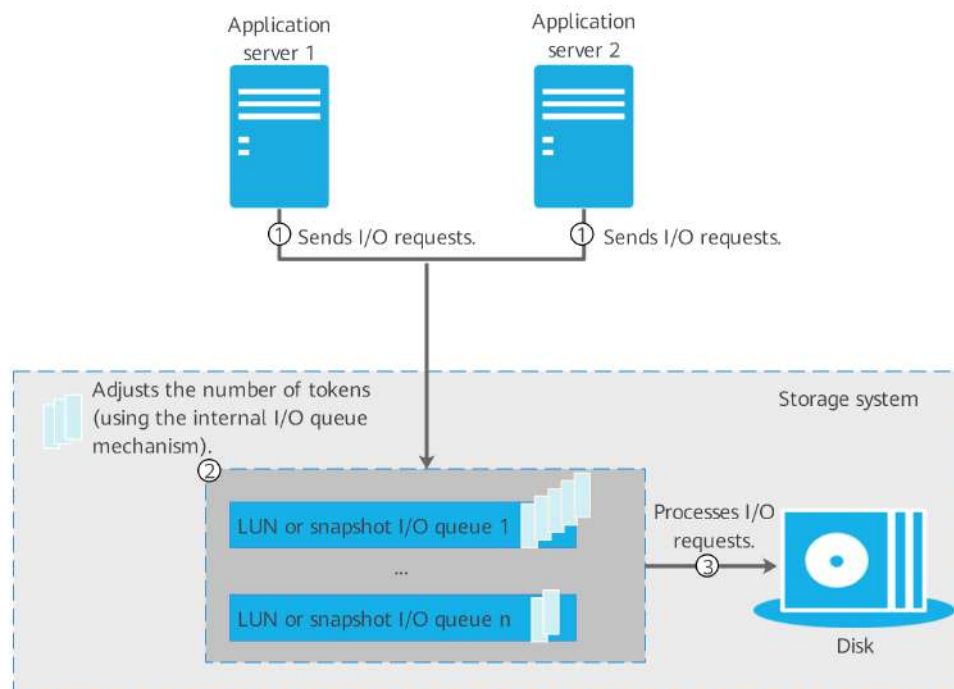 Application
server 1
Application
server 2
① Sends I/O requests.
① Sends I/O requests.
Adjusts the number of tokens
(using the internal I/O queue
mechanism).
Storage system
②
LUN or snapshot I/O queue 1
...
LUN or snapshot I/O queue n
Processes I/O
requests.
③
Disk